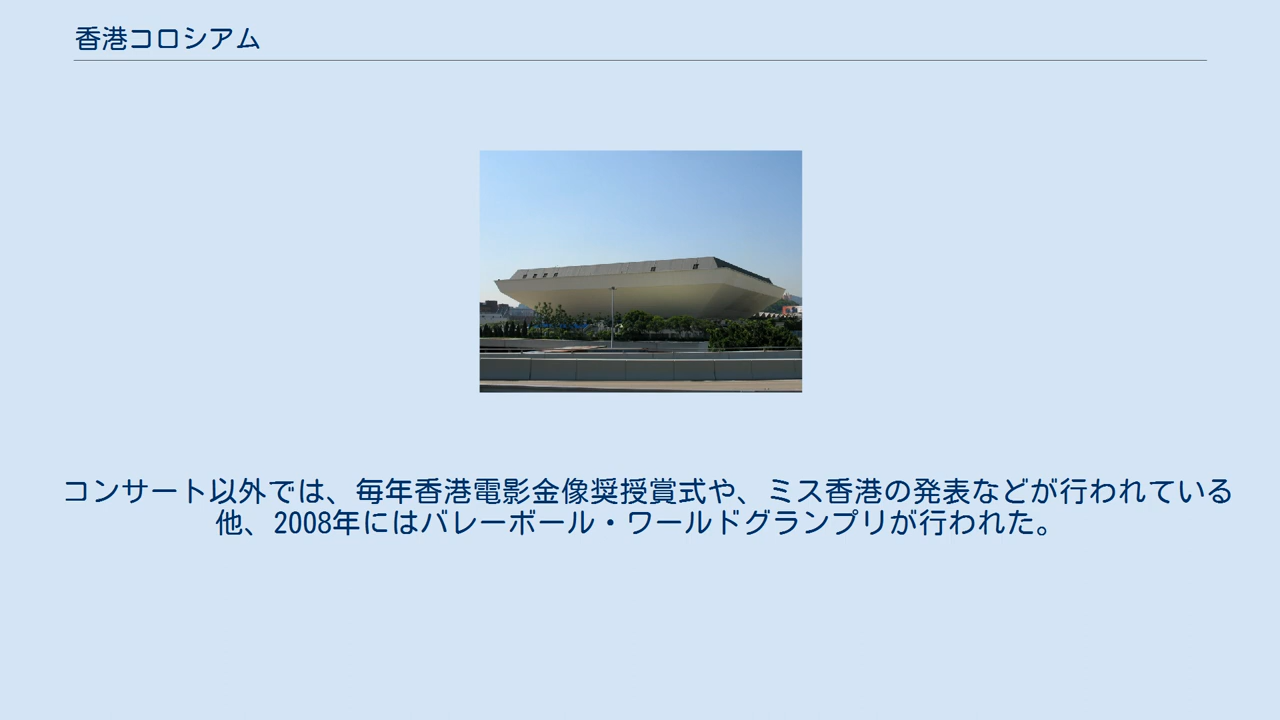 香港コロシアム
コンサート以外では、毎年香港電影金像奨授賞式や、ミス香港の発表などが行われている
他、2008年にはバレーボール・ワールドグランプリが行われた。